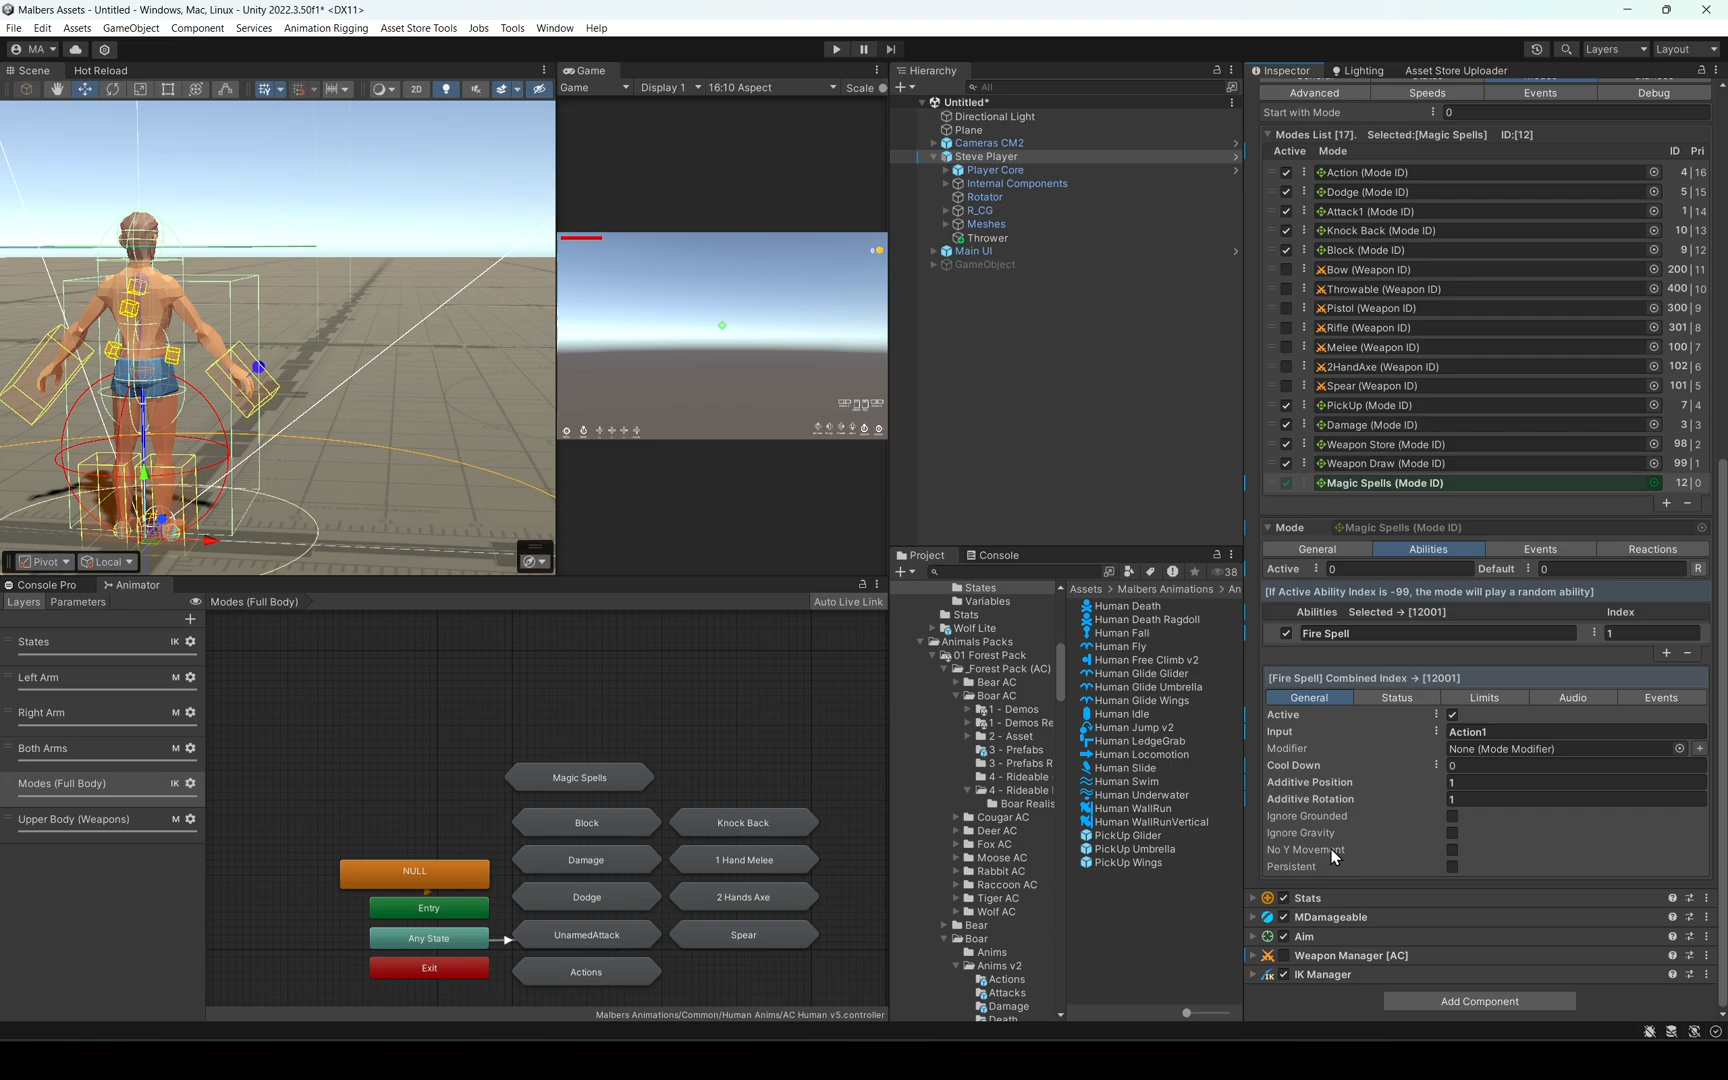 Malbers Assets - Untitled - Windows, Mac, Linux - Unity 2022.3.50f1* <DX11>
File Edit Assets GameObject Component Services Animation Rigging Asset Store Tools Jobs Tools Window Help
MA Layers Layout
Scene Hot Reload
2D
Pivot Local
Game
Game Display 1 16:10 Aspect Scale
Hierarchy
All
Untitled*
Directional Light
Plane
Cameras CM2
Steve Player
Player Core
Internal Components
Rotator
R_CG
Meshes
Thrower
Main UI
GameObject
Console Pro Animator
Layers Parameters Modes (Full Body) Auto Live Link
States IK
Left Arm M
Right Arm M
Both Arms M
Modes (Full Body) IK
Upper Body (Weapons) M
Magic Spells
Block Knock Back
Damage 1 Hand Melee
NULL
Dodge 2 Hands Axe
Entry
UnarmedAttack Spear
Any State
Exit
Actions
Malbers Animations/Common/Human Anims/AC Human v5.controller
Project Console
38
States
Variables
Stats
Wolf Lite
Animals Packs
01 Forest Pack
_Forest Pack (AC)
Bear AC
Boar AC
1 - Demos
1 - Demos Re
2 - Asset
3 - Prefabs
3 - Prefabs R
4 - Rideable
4 - Rideable
Boar Realis
Cougar AC
Deer AC
Fox AC
Moose AC
Rabbit AC
Raccoon AC
Tiger AC
Wolf AC
Bear
Boar
Anims
Anims v2
Actions
Attacks
Damage
Death
Assets > Malbers Animations > An
Human Death
Human Death Ragdoll
Human Fall
Human Fly
Human Free Climb v2
Human Glide Glider
Human Glide Umbrella
Human Glide Wings
Human Idle
Human Jump v2
Human LedgeGrab
Human Locomotion
Human Slide
Human Swim
Human Underwater
Human WallRun
Human WallRunVertical
PickUp Glider
PickUp Umbrella
PickUp Wings
Inspector Lighting Asset Store Uploader
Advanced Speeds Events Debug
Start with Mode 0
Modes List [17]. Selected:[Magic Spells] ID:[12]
Active Mode ID Pri
Action (Mode ID) 4|16
Dodge (Mode ID) 5|15
Attack1 (Mode ID) 1|14
Knock Back (Mode ID) 10|13
Block (Mode ID) 9|12
Bow (Weapon ID) 200|11
Throwable (Weapon ID) 400|10
Pistol (Weapon ID) 300|9
Rifle (Weapon ID) 301|8
Melee (Weapon ID) 100|7
2HandAxe (Weapon ID) 102|6
Spear (Weapon ID) 101|5
PickUp (Mode ID) 7|4
Damage (Mode ID) 3|3
Weapon Store (Mode ID) 98|2
Weapon Draw (Mode ID) 99|1
Magic Spells (Mode ID) 12|0
Mode Magic Spells (Mode ID)
General Abilities Events Reactions
Active 0 Default 0 R
[If Active Ability Index is -99, the mode will play a random ability]
Abilities Selected → [12001] Index
Fire Spell 1
[Fire Spell] Combined Index → [12001]
General Status Limits Audio Events
Active
Input Action1
Modifier None (Mode Modifier)
Cool Down 0
Additive Position 1
Additive Rotation 1
Ignore Grounded
Ignore Gravity
No Y Movement
Persistent
Stats
MDamageable
Aim
Weapon Manager [AC]
IK Manager
Add Component